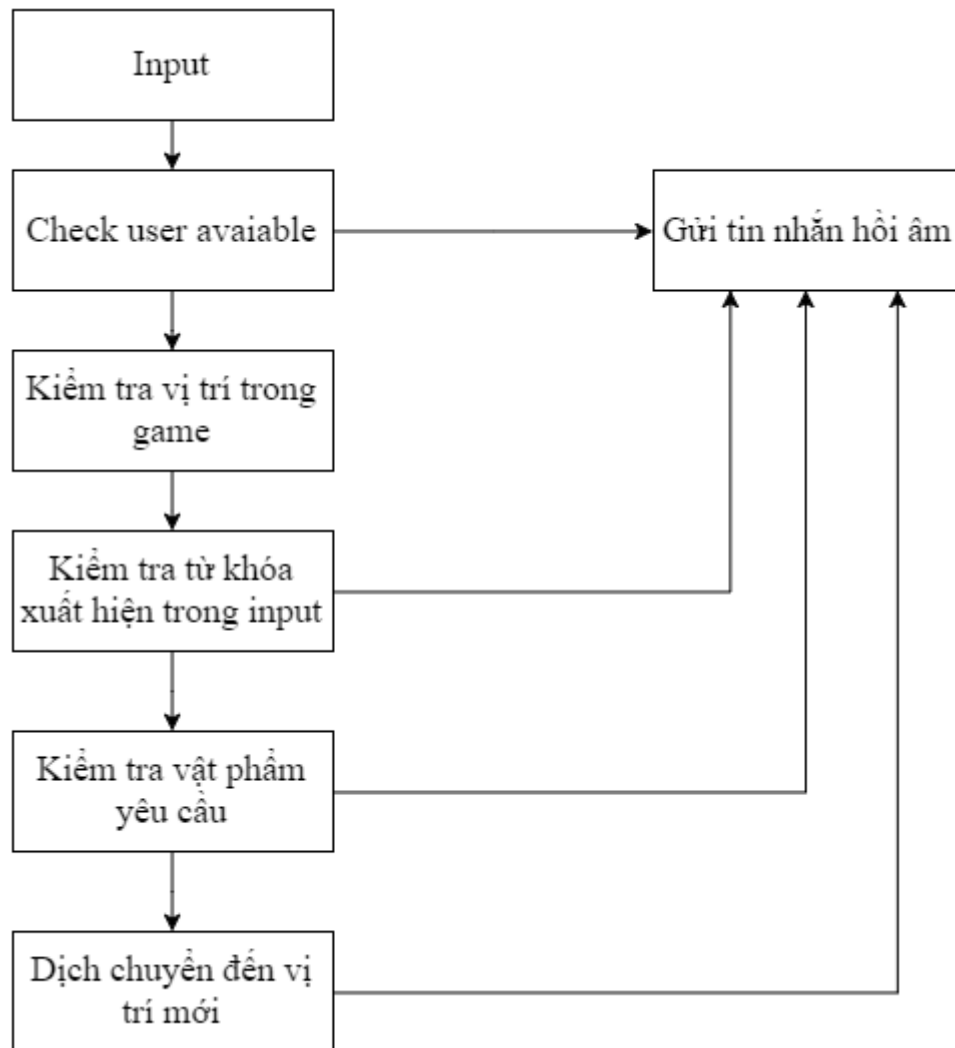 Input
Check user avaiable
Gửi tin nhắn hồi âm
Kiểm tra vị trí trong
game
Kiểm tra từ khóa
xuất hiện trong input
Kiểm tra vật phẩm
yêu cầu
Dịch chuyển đến vị
trí mới